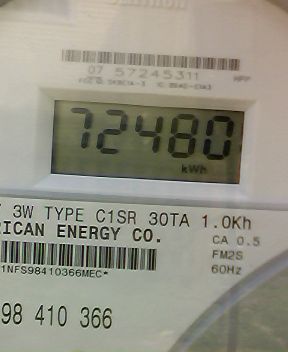 07 57245311
72480
kWh
3W TYPE C1SR 30TA 1.0Kh
RICAN ENERGY CO.
CA 0.5
FM2S
60Hz
1NFS98410366MEC*
98 410 366